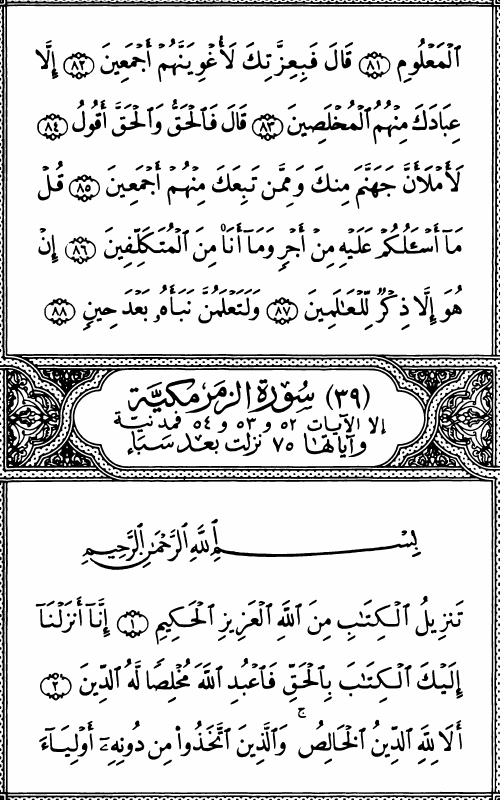 ٱلْمَعْلُومِ ﴿٨١﴾ قَالَ فَبِعِزَّتِكَ لَأُغْوِيَنَّهُمْ أَجْمَعِينَ ﴿٨٢﴾ إِلَّا
عِبَادَكَ مِنْهُمُ ٱلْمُخْلَصِينَ ﴿٨٣﴾ قَالَ فَٱلْحَقُّ وَٱلْحَقَّ أَقُولُ ﴿٨٤﴾
لَأَمْلَأَنَّ جَهَنَّمَ مِنكَ وَمِمَّن تَبِعَكَ مِنْهُمْ أَجْمَعِينَ ﴿٨٥﴾ قُلْ
مَآ أَسْـَٔلُكُمْ عَلَيْهِ مِنْ أَجْرٍ وَمَآ أَنَا۠ مِنَ ٱلْمُتَكَلِّفِينَ ﴿٨٦﴾ إِنْ
هُوَ إِلَّا ذِكْرٌ لِّلْعَـٰلَمِينَ ﴿٨٧﴾ وَلَتَعْلَمُنَّ نَبَأَهُۥ بَعْدَ حِينٍۭ ﴿٨٨﴾
(٣٩) سُورَةُ الزُّمَرِ مَكِّيَّة
إلا الآيات ٥٢ و ٥٣ و ٥٤ فمدنية
وآياتها ٧٥ نزلت بعد سبإ
بِسْمِ ٱللَّهِ ٱلرَّحْمَـٰنِ ٱلرَّحِيمِ
تَنزِيلُ ٱلْكِتَـٰبِ مِنَ ٱللَّهِ ٱلْعَزِيزِ ٱلْحَكِيمِ ﴿١﴾ إِنَّآ أَنزَلْنَآ
إِلَيْكَ ٱلْكِتَـٰبَ بِٱلْحَقِّ فَٱعْبُدِ ٱللَّهَ مُخْلِصًا لَّهُ ٱلدِّينَ ﴿٢﴾
أَلَا لِلَّهِ ٱلدِّينُ ٱلْخَالِصُ ۚ وَٱلَّذِينَ ٱتَّخَذُوا۟ مِن دُونِهِۦٓ أَوْلِيَآءَ